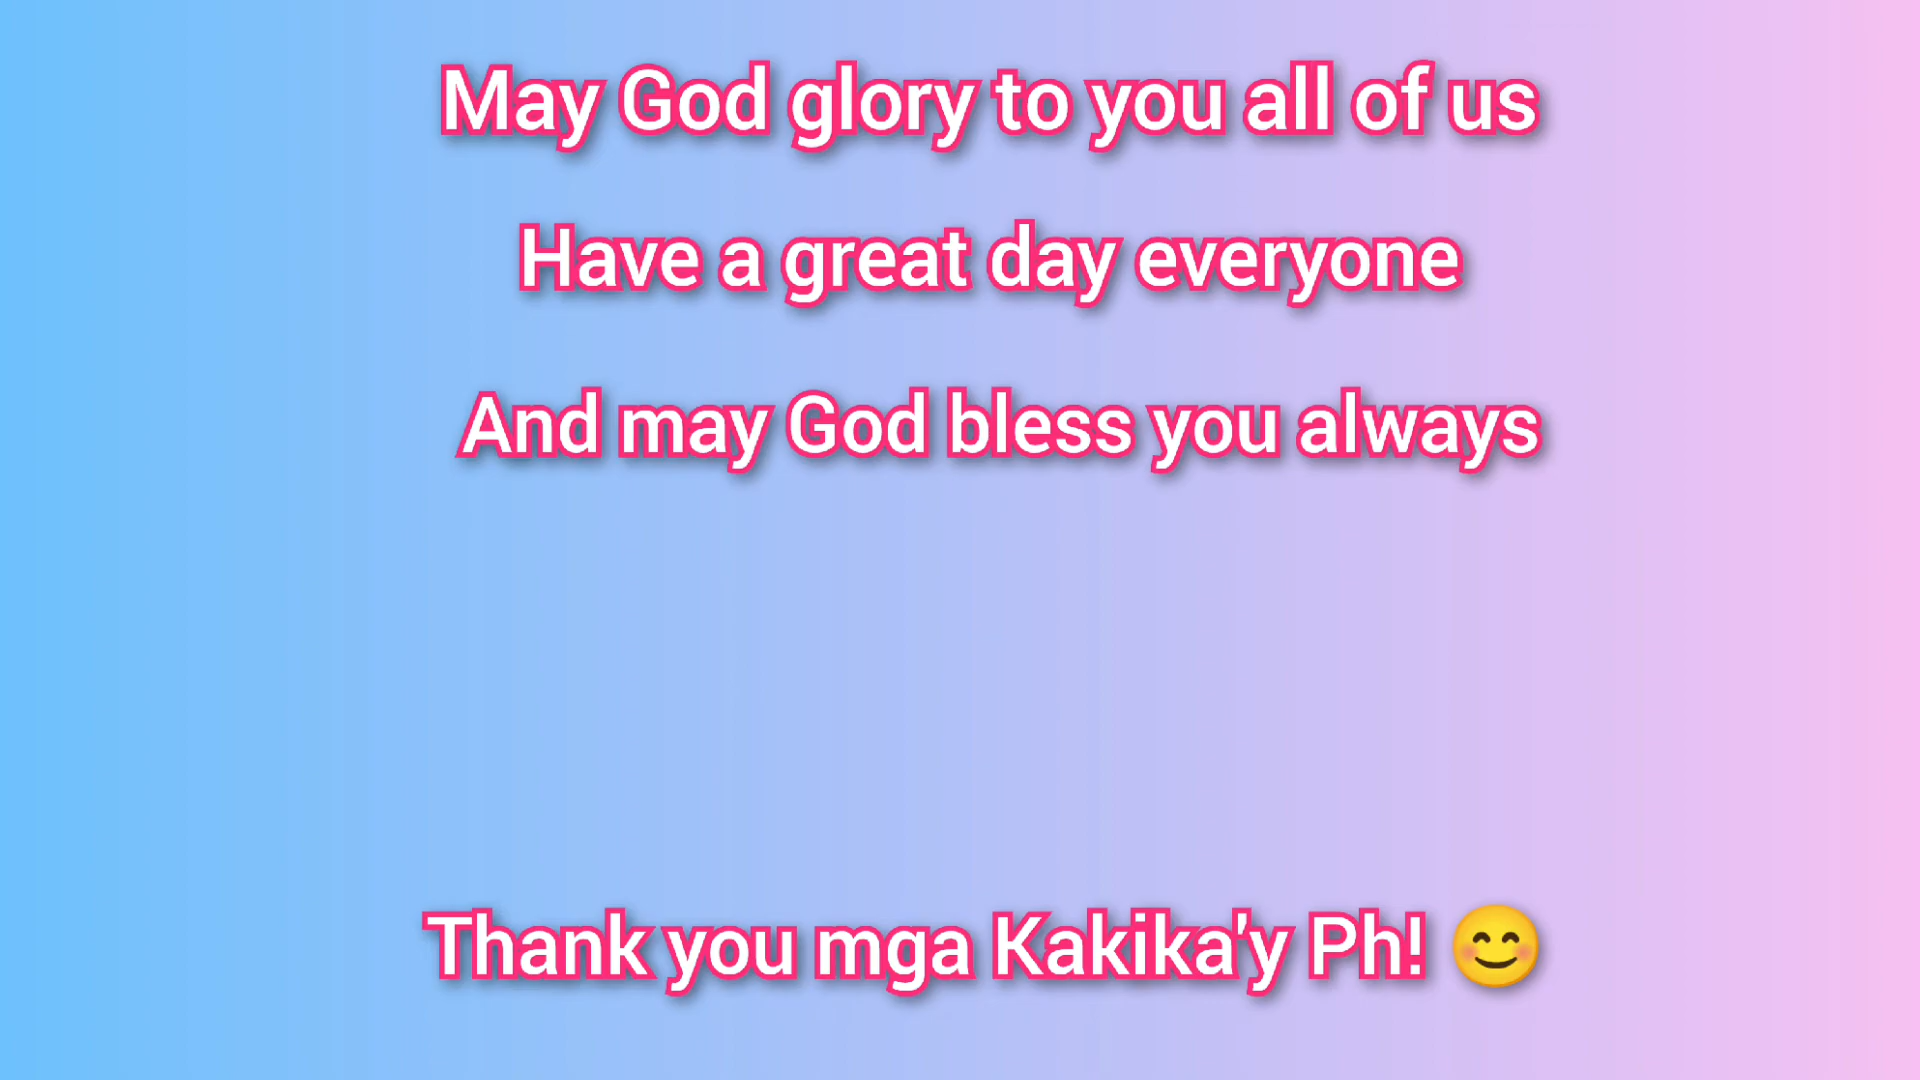 May God glory to you all of us
Have a great day everyone
And may God bless you always
Thank you mga Kakika'y Ph! 😊